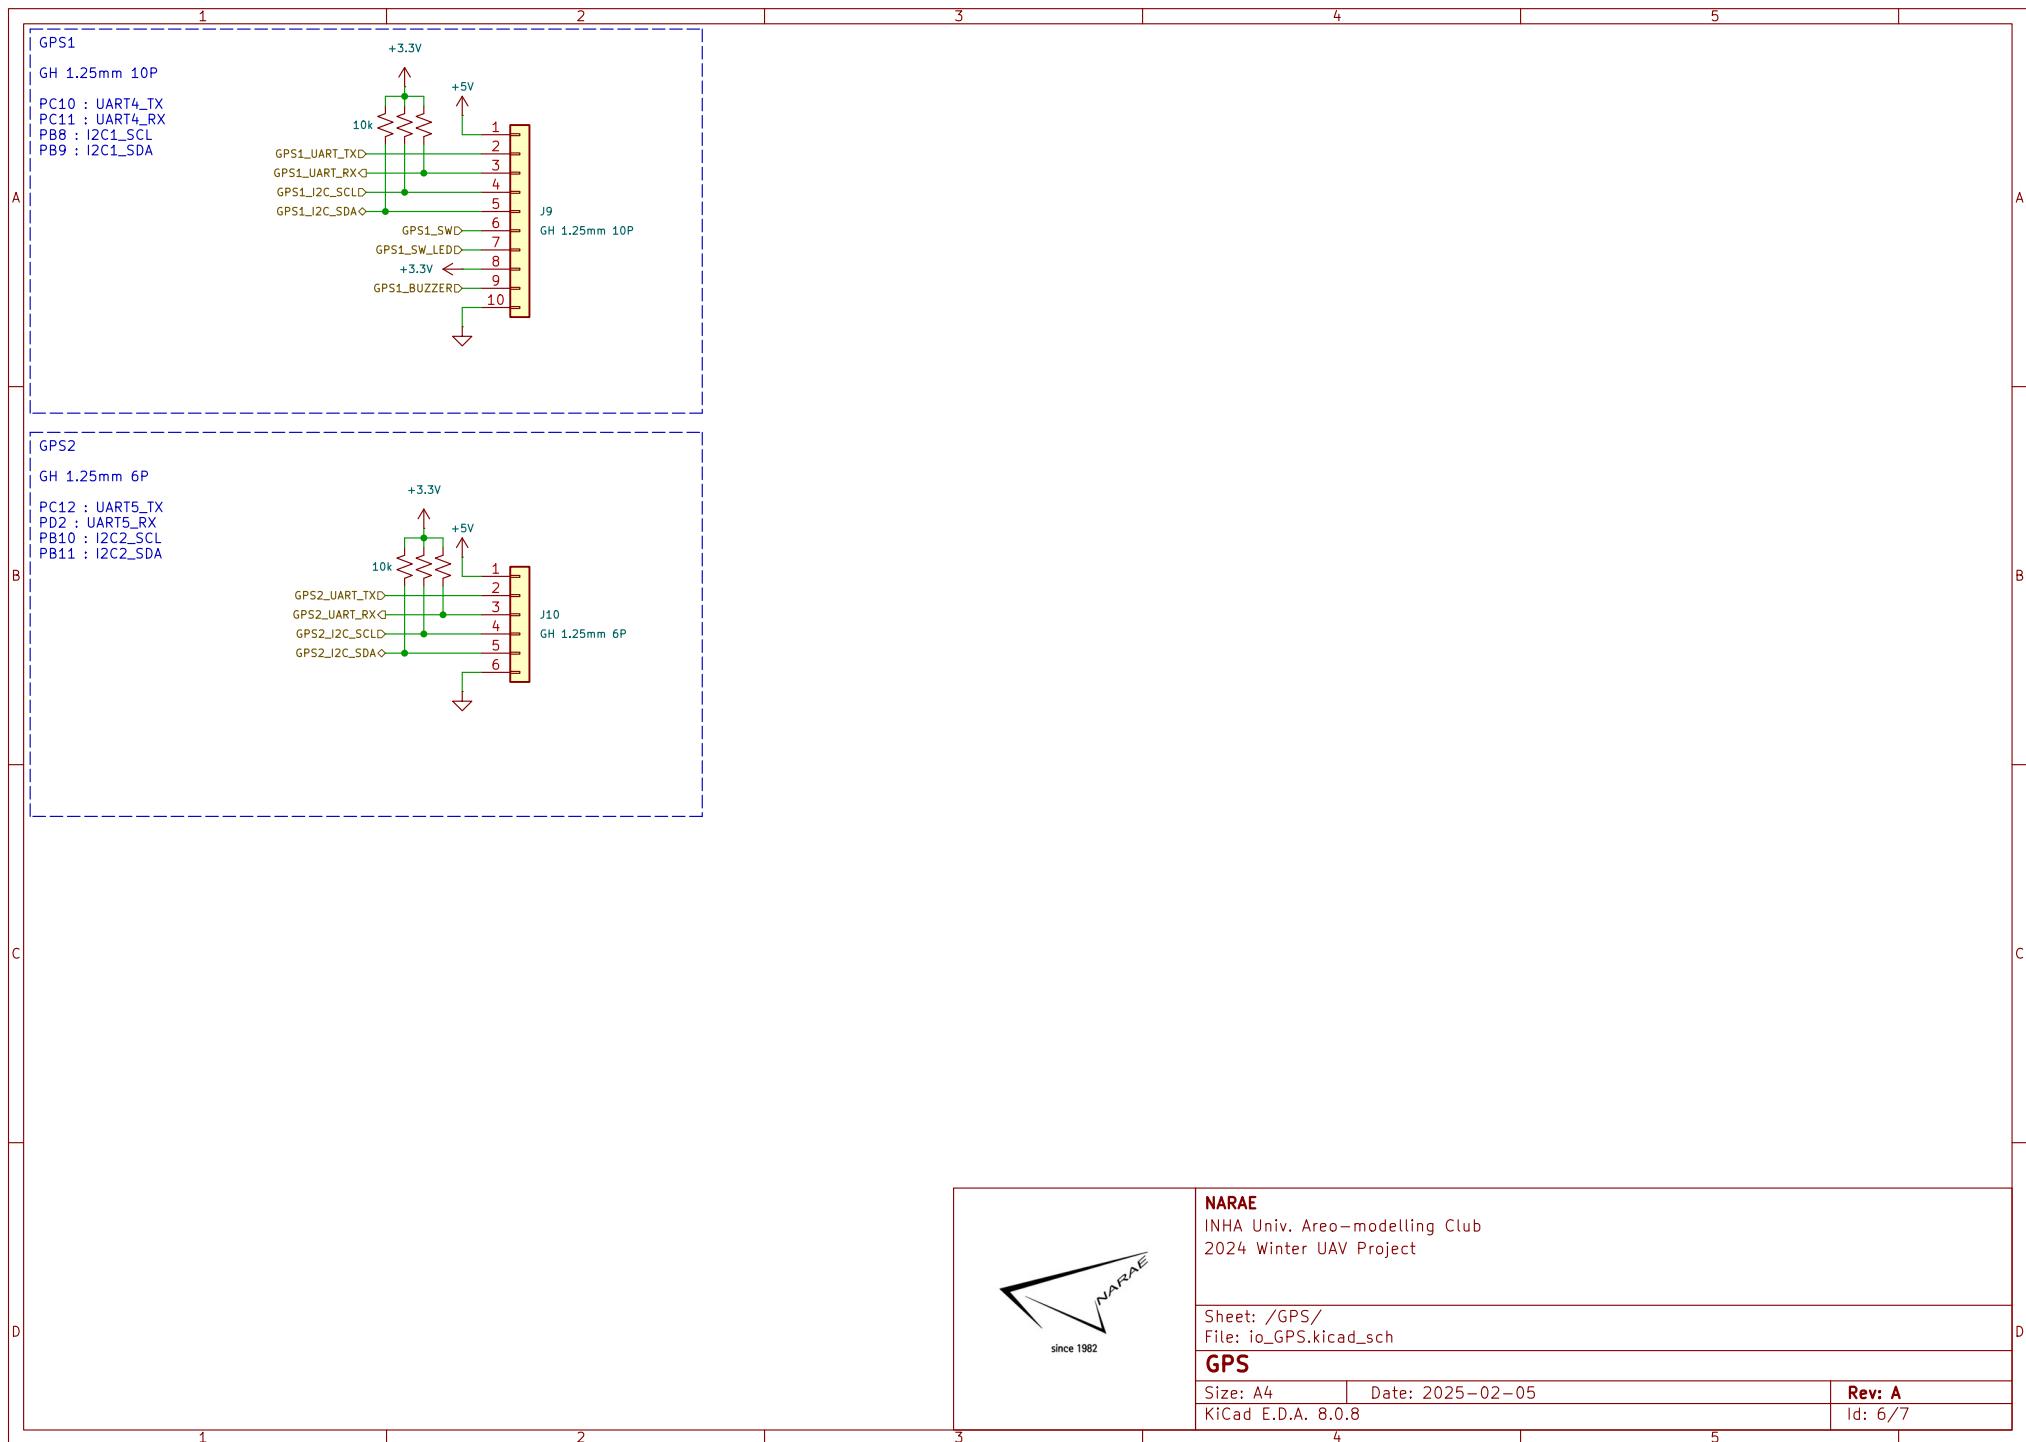 1 2 3 4 5
A A
B B
C C
D D
GPS1
GH 1.25mm 10P
PC10 : UART4_TX
PC11 : UART4_RX
PB8 : I2C1_SCL
PB9 : I2C1_SDA
+3.3V
+5V
10k
GPS1_UART_TX
GPS1_UART_RX
GPS1_I2C_SCL
GPS1_I2C_SDA
GPS1_SW
GPS1_SW_LED
+3.3V
GPS1_BUZZER
1
2
3
4
5
6
7
8
9
10
J9
GH 1.25mm 10P
GPS2
GH 1.25mm 6P
PC12 : UART5_TX
PD2 : UART5_RX
PB10 : I2C2_SCL
PB11 : I2C2_SDA
+3.3V
+5V
10k
GPS2_UART_TX
GPS2_UART_RX
GPS2_I2C_SCL
GPS2_I2C_SDA
1
2
3
4
5
6
J10
GH 1.25mm 6P
NARAE
since 1982
NARAE
INHA Univ. Areo-modelling Club
2024 Winter UAV Project
Sheet: /GPS/
File: io_GPS.kicad_sch
GPS
Size: A4 Date: 2025-02-05 Rev: A
KiCad E.D.A. 8.0.8 Id: 6/7
1 2 3 4 5